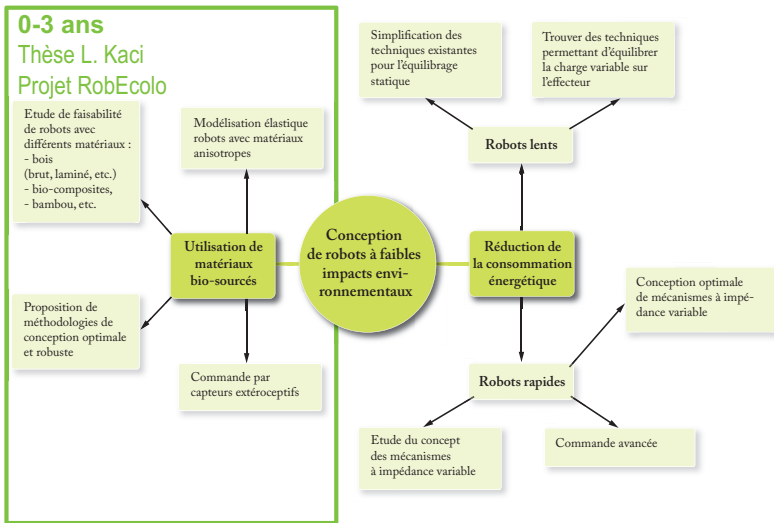 0-3 ans
Thèse L. Kaci
Projet RobEcolo
Etude de faisabilité
de robots avec
différents matériaux :
- bois
(brut, laminé, etc.)
- bio-composites,
- bambou, etc.
Modélisation élastique
robots avec matériaux
anisotropes
Utilisation de
matériaux
bio-sourcés
Proposition de
méthodologies de
conception optimale
et robuste
Commande par
capteurs extéroceptifs
Conception
de robots à faibles
impacts envi-
ronnementaux
Simplification des
techniques existantes
pour l'équilibrage
statique
Trouver des techniques
permettant d'équilibrer
la charge variable sur
l'effecteur
Robots lents
Réduction de
la consommation
énergétique
Conception optimale
de mécanismes à impé-
dance variable
Robots rapides
Etude du concept
des mécanismes
à impédance variable
Commande avancée